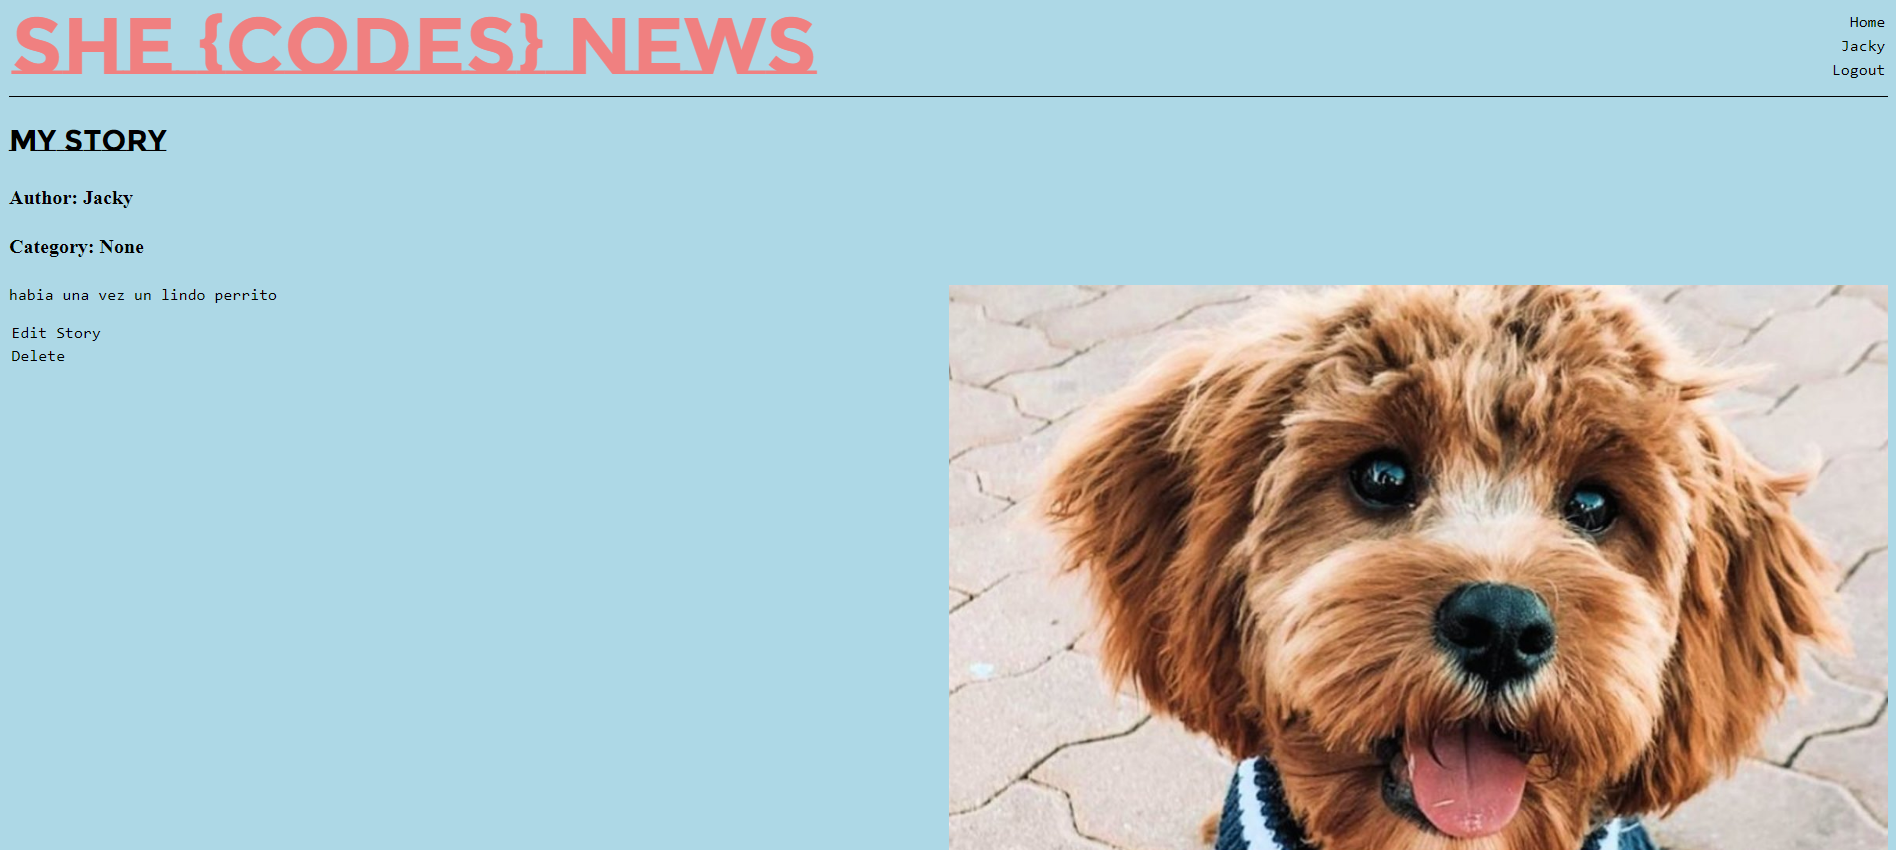 SHE {CODES} NEWS
Home
Jacky
Logout
MY STORY
Author: Jacky
Category: None
habia una vez un lindo perrito
Edit Story
Delete